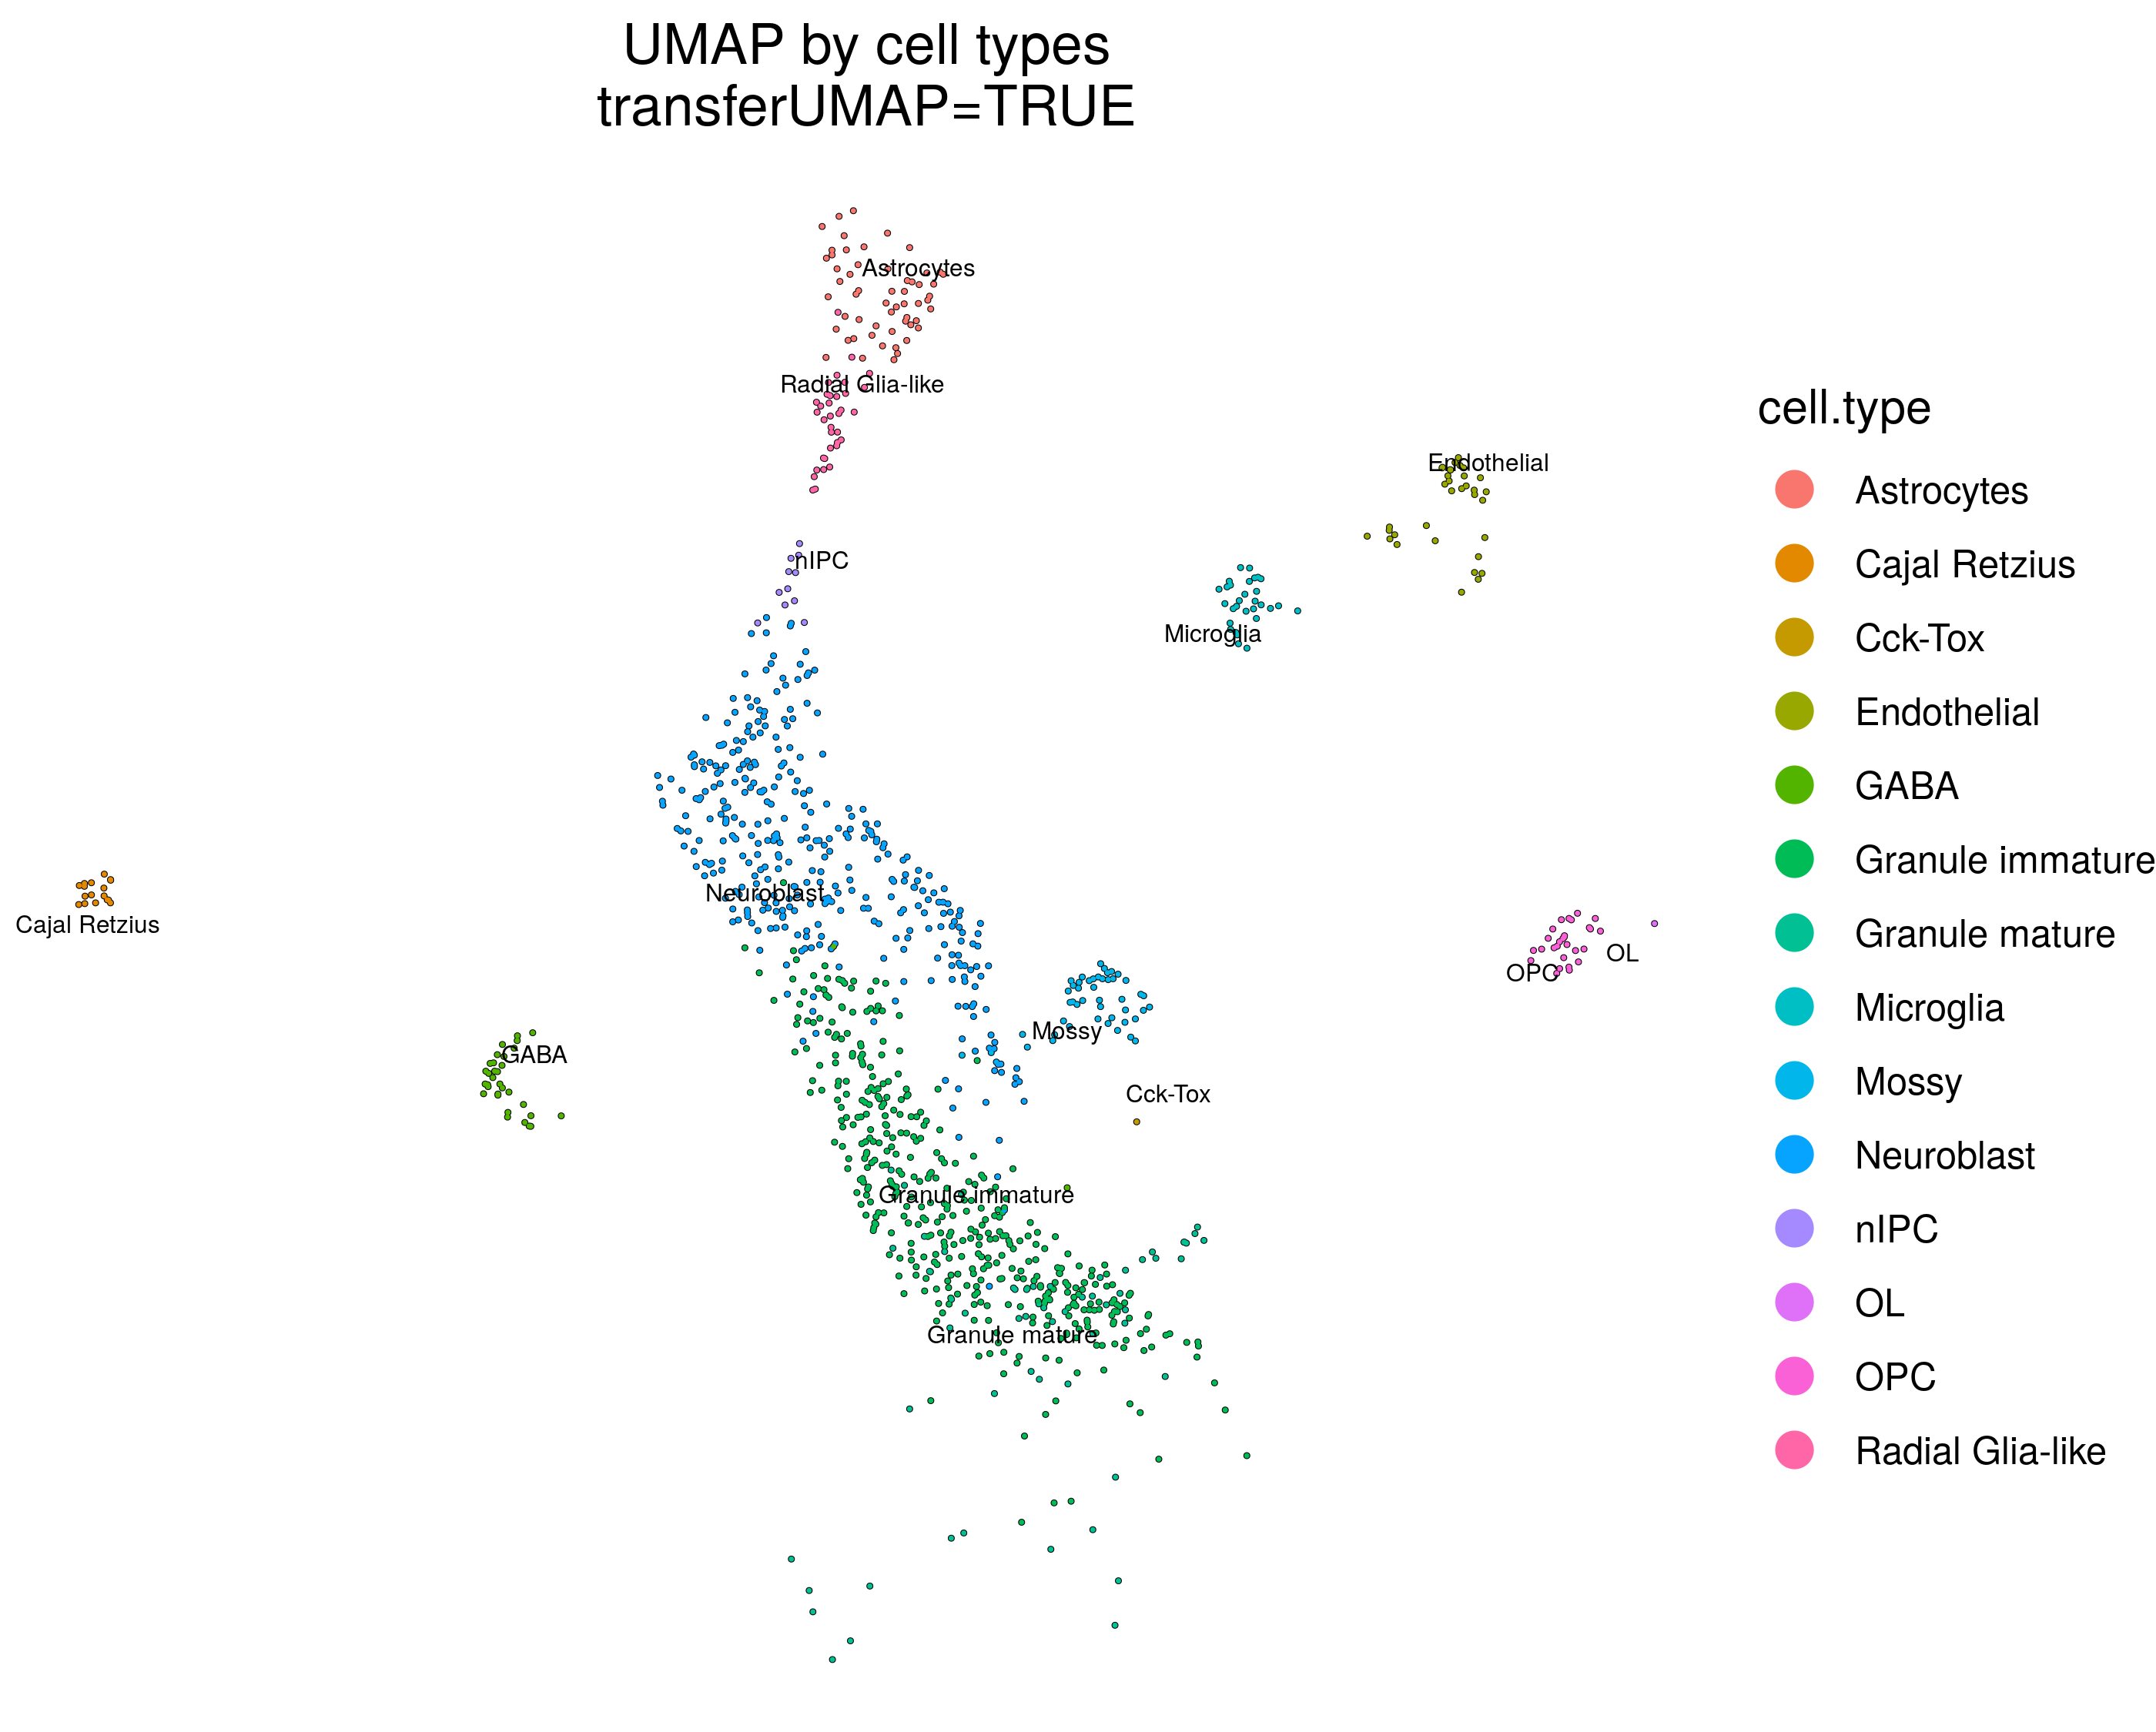 UMAP by cell types
transferUMAP=TRUE
Astrocytes
Radial Glia-like
Endothelial
nIPC
Microglia
Neuroblast
Cajal Retzius
OL
OPC
Mossy
GABA
Cck-Tox
Granule immature
Granule mature
cell.type
Astrocytes
Cajal Retzius
Cck-Tox
Endothelial
GABA
Granule immature
Granule mature
Microglia
Mossy
Neuroblast
nIPC
OL
OPC
Radial Glia-like